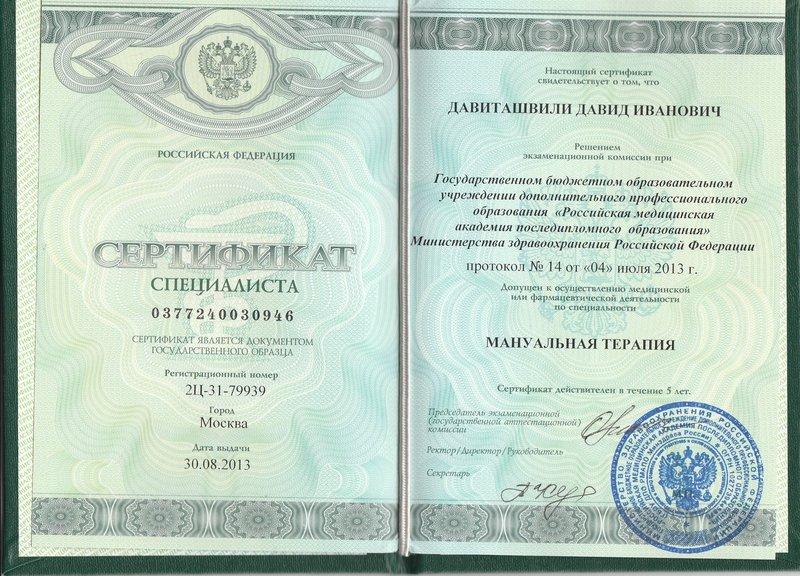 РОССИЙСКАЯ ФЕДЕРАЦИЯ
СЕРТИФИКАТ
СПЕЦИАЛИСТА
0377240030946
СЕРТИФИКАТ ЯВЛЯЕТСЯ ДОКУМЕНТОМ
ГОСУДАРСТВЕННОГО ОБРАЗЦА
Регистрационный номер
2Ц-31-79939
Город
Москва
Дата выдачи
30.08.2013
Настоящий сертификат
свидетельствует о том, что
ДАВИТАШВИЛИ ДАВИД ИВАНОВИЧ
Решением
экзаменационной комиссии при
Государственном бюджетном образовательном
учреждении дополнительного профессионального
образования «Российская медицинская
академия последипломного образования»
Министерства здравоохранения Российской Федерации
протокол № 14 от «04» июля 2013 г.
Допущен к осуществлению медицинской
или фармацевтической деятельности
по специальности
МАНУАЛЬНАЯ ТЕРАПИЯ
Сертификат действителен в течение 5 лет.
Председатель экзаменационной
(государственной аттестационной)
комиссии
Ректор/Директор/Руководитель
Секретарь
М.П.